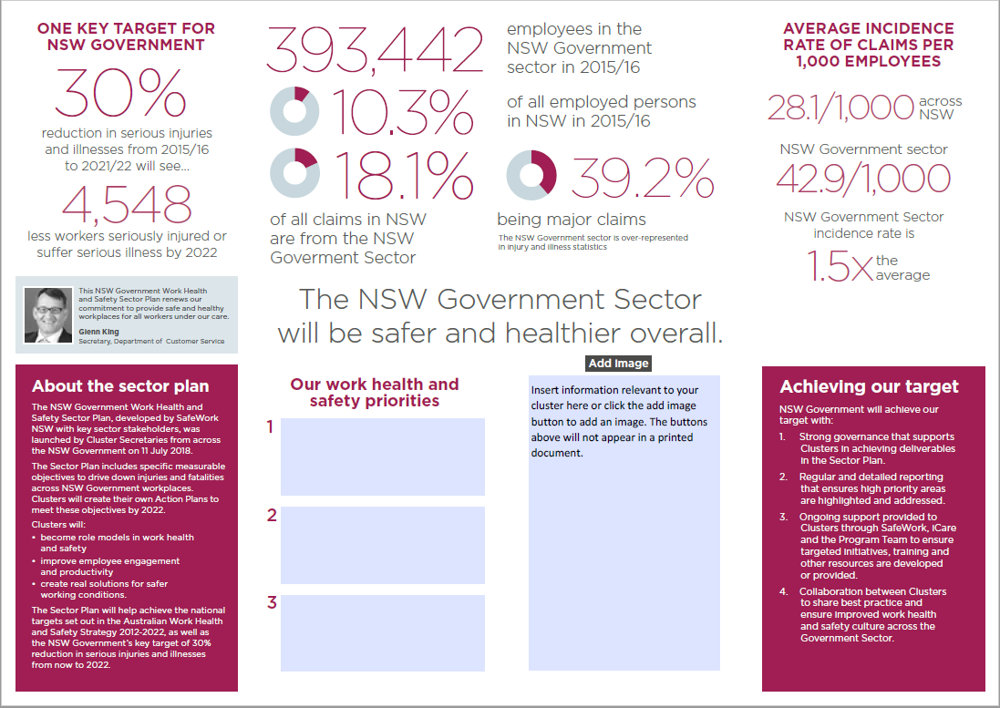 ONE KEY TARGET FOR
NSW GOVERNMENT
30%
reduction in serious injuries
and illnesses from 2015/16
to 2021/22 will see...
4,548
less workers seriously injured or
suffer serious illness by 2022
393,442
employees in the
NSW Government
sector in 2015/16
10.3%
of all employed persons
in NSW in 2015/16
18.1%
of all claims in NSW
are from the NSW
Goverment Sector
39.2%
being major claims
The NSW Government sector is over-represented
in injury and illness statistics
AVERAGE INCIDENCE
RATE OF CLAIMS PER
1,000 EMPLOYEES
28.1/1,000 across
NSW
NSW Government sector
42.9/1,000
NSW Government Sector
incidence rate is
1.5x the
average
This NSW Government Work Health
and Safety Sector Plan renews our
commitment to provide safe and healthy
workplaces for all workers under our care.
Glenn King
Secretary, Department of Customer Service
The NSW Government Sector
will be safer and healthier overall.
About the sector plan
The NSW Government Work Health and
Safety Sector Plan, developed by SafeWork
NSW with key sector stakeholders, was
launched by Cluster Secretaries from across
the NSW Government on 11 July 2018.
The Sector Plan includes specific measurable
objectives to drive down injuries and fatalities
across NSW Government workplaces.
Clusters will create their own Action Plans to
meet these objectives by 2022.
Clusters will:
• become role models in work health
and safety
• improve employee engagement
and productivity
• create real solutions for safer
working conditions.
The Sector Plan will help achieve the national
targets set out in the Australian Work Health
and Safety Strategy 2012-2022, as well as
the NSW Government's key target of 30%
reduction in serious injuries and illnesses
from now to 2022.
Our work health and
safety priorities
1
2
3
Add Image
Insert information relevant to your
cluster here or click the add image
button to add an image. The buttons
above will not appear in a printed
document.
Achieving our target
NSW Government will achieve our
target with:
1. Strong governance that supports
Clusters in achieving deliverables
in the Sector Plan.
2. Regular and detailed reporting
that ensures high priority areas
are highlighted and addressed.
3. Ongoing support provided to
Clusters through SafeWork, iCare
and the Program Team to ensure
targeted initiatives, training and
other resources are developed
or provided.
4. Collaboration between Clusters
to share best practice and
ensure improved work health
and safety culture across the
Government Sector.